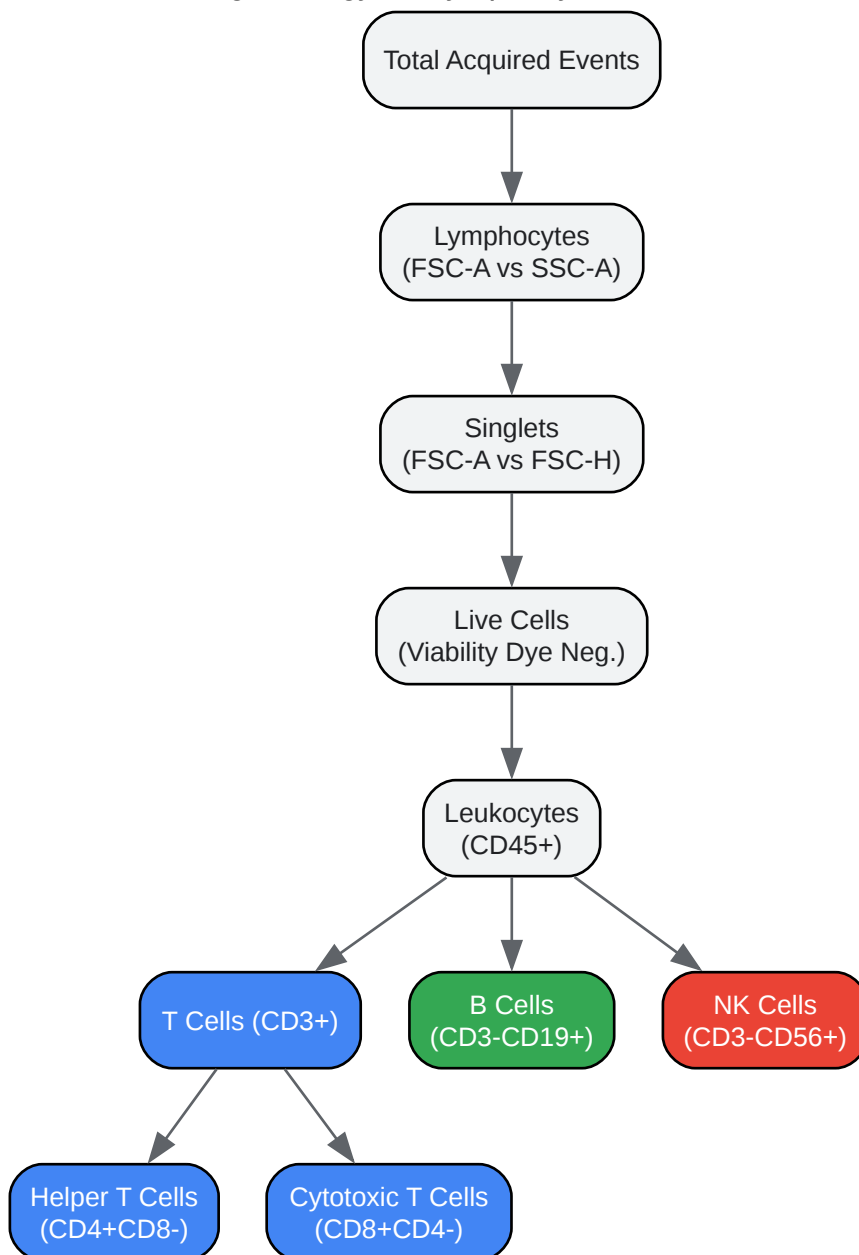 Total Acquired Events
Lymphocytes
(FSC-A vs SSC-A)
Singlets
(FSC-A vs FSC-H)
Live Cells
(Viability Dye Neg.)
Leukocytes
(CD45+)
T Cells (CD3+)
B Cells
(CD3-CD19+)
NK Cells
(CD3-CD56+)
Helper T Cells
(CD4+CD8-)
Cytotoxic T Cells
(CD8+CD4-)